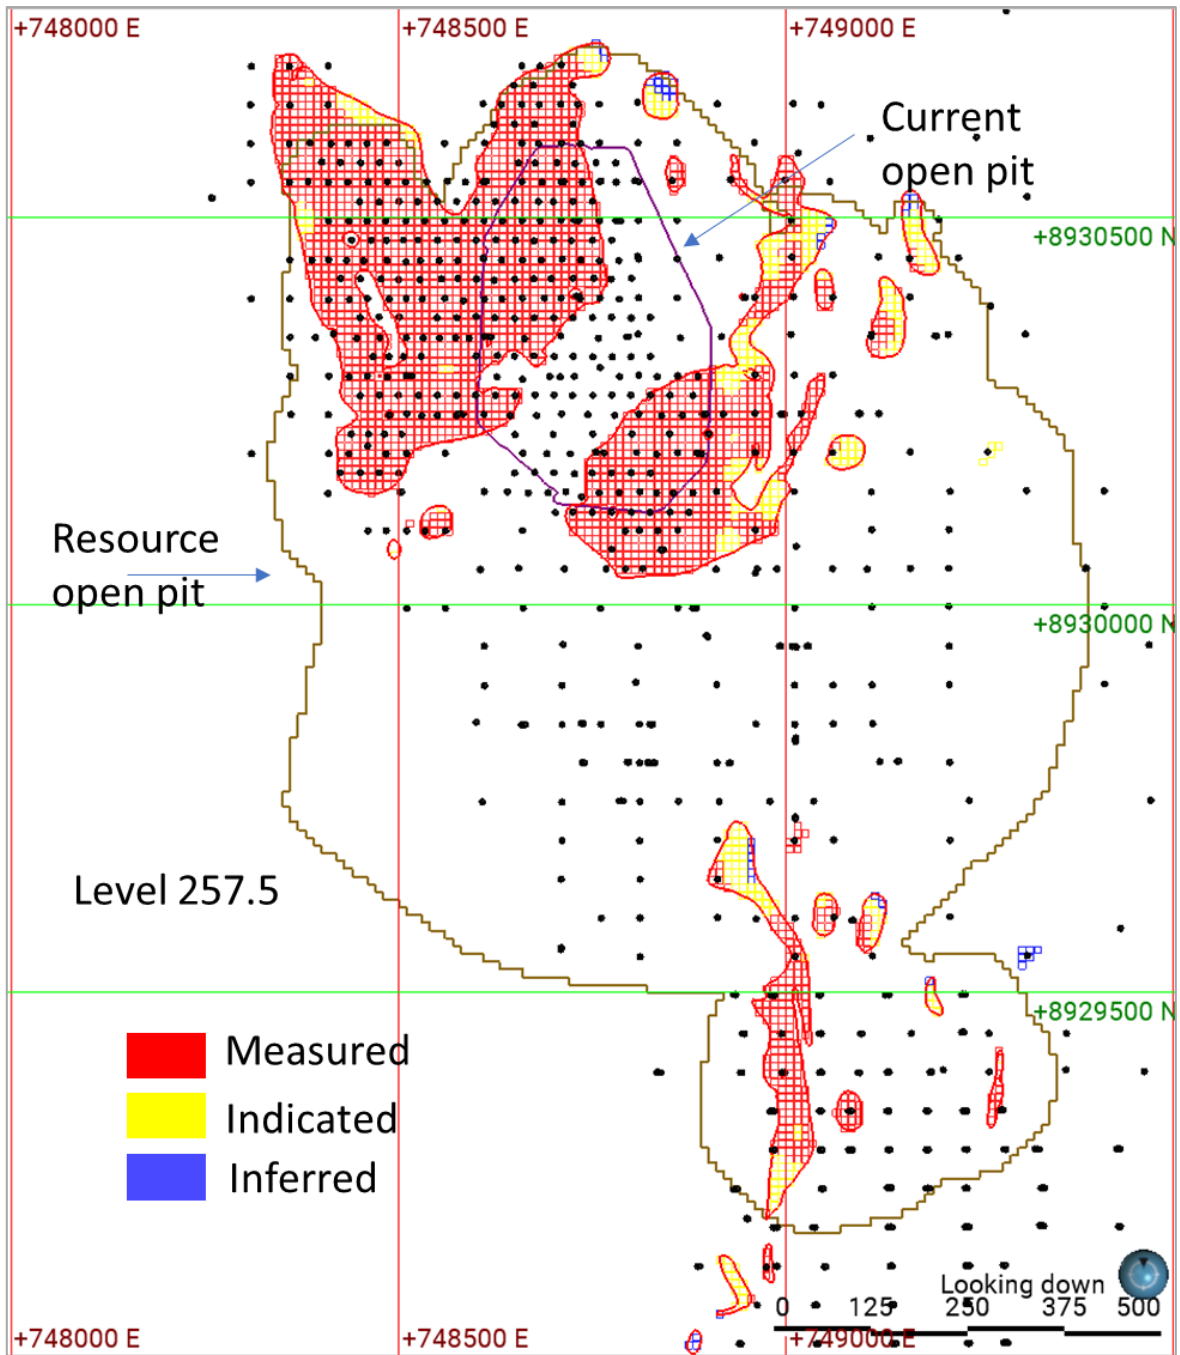 +748000 E
+748500 E
+749000 E
Current
open pit
+8930500 N
Resource
open pit
+8930000 N
Level 257.5
+8929500 N
Measured
Indicated
Inferred
Looking down
0 125 250 375 500
+748000 E
+748500 E
+749000 E